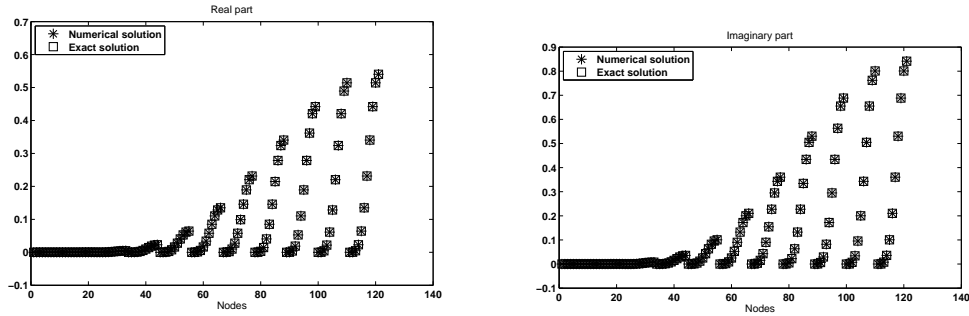 Real part
0.7
0.6
0.5
0.4
0.3
0.2
0.1
0
−0.1
Numerical solution
Exact solution
0 20 40 60 80 100 120 140
Nodes
Imaginary part
0.9
0.8
0.7
0.6
0.5
0.4
0.3
0.2
0.1
0
−0.1
Numerical solution
Exact solution
0 20 40 60 80 100 120 140
Nodes